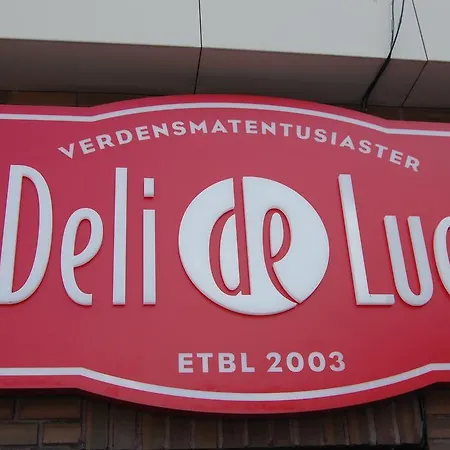 VERDENSMATENTUSIASTER
Deli de Luc
ETBL 2003